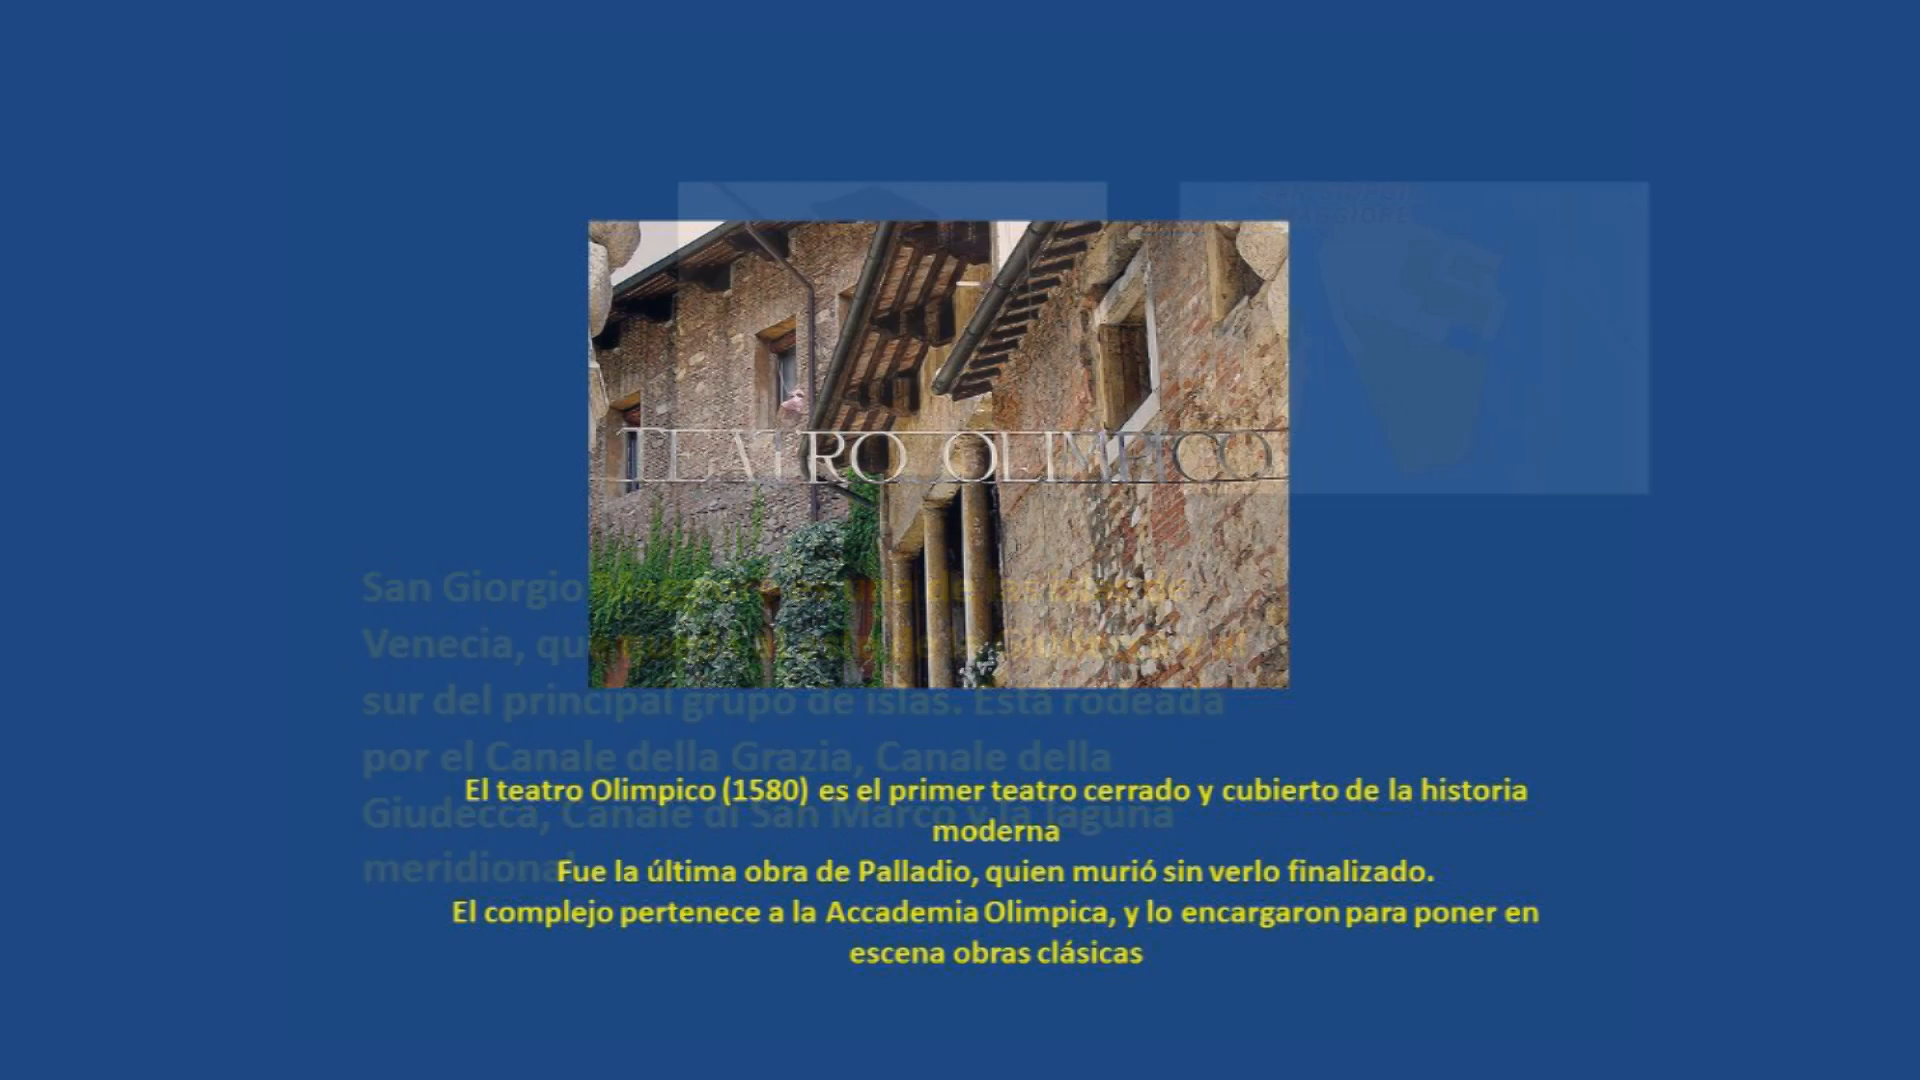 MAGGIORE
TEATRO OLIMPICO
San Giorgio
Venecia, que
sur del principal grupo de islas. Está rodeada
por el Canale della Grazia, Canale della
Giudecca, Canale di San Marco y la laguna
meridional
El teatro Olimpico (1580) es el primer teatro cerrado y cubierto de la historia
moderna
Fue la última obra de Palladio, quien murió sin verlo finalizado.
El complejo pertenece a la Accademia Olimpica, y lo encargaron para poner en
escena obras clásicas